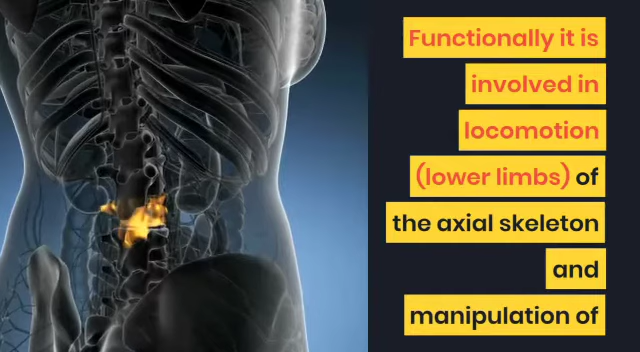 Functionally it is
involved in
locomotion
(lower limbs) of
the axial skeleton
and
manipulation of